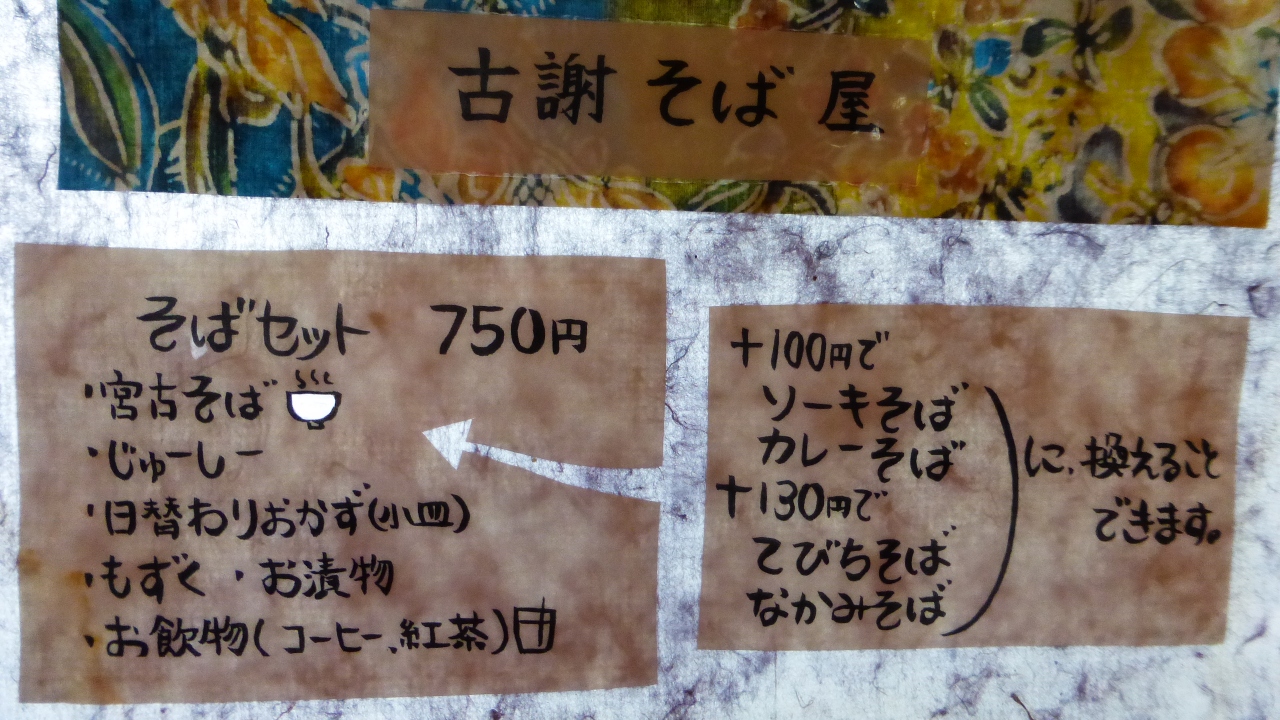 古謝そば屋
そばセット 750円
・宮古そば
・じゅーしー
・日替わりおかず(小皿)
・もずく・お漬物
・お飲物(コーヒー、紅茶)
+100円で
ソーキそば
カレーそば
+130円で
てびちそば
なかみそば
に、換えること
できます。